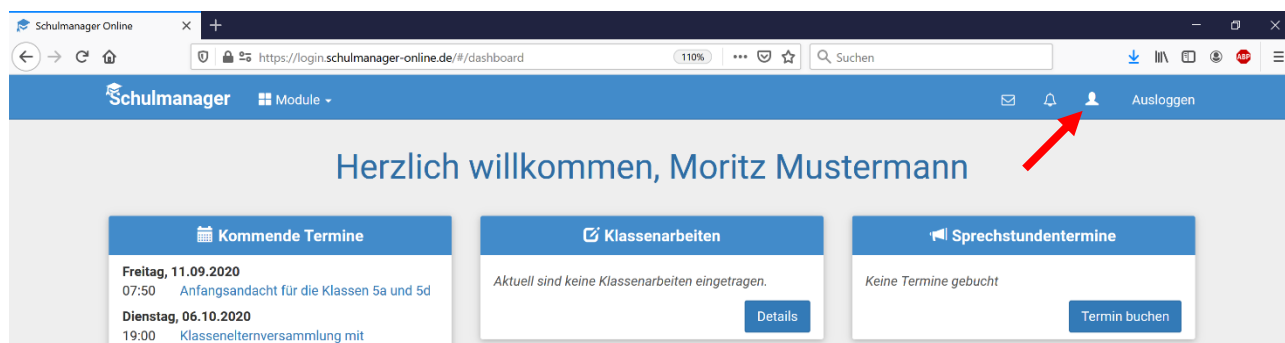 Schulmanager Online
https://login.schulmanager-online.de/#/dashboard
110%
Suchen
ABP
Schulmanager
Module
Ausloggen
Herzlich willkommen, Moritz Mustermann
Kommende Termine
Freitag, 11.09.2020
07:50 Anfangsandacht für die Klassen 5a und 5d
Dienstag, 06.10.2020
19:00 Klassenelternversammlung mit
Klassenarbeiten
Aktuell sind keine Klassenarbeiten eingetragen.
Details
Sprechstundentermine
Keine Termine gebucht
Termin buchen